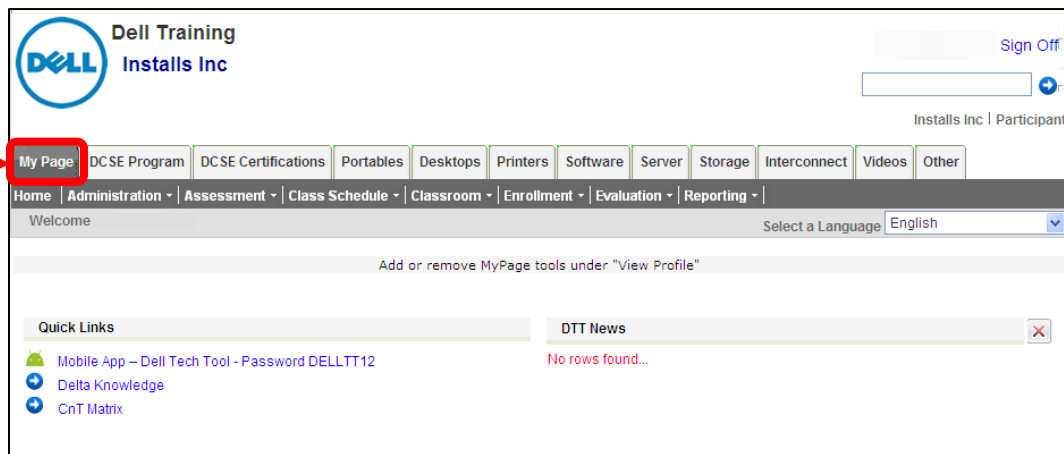 DELL
Dell Training
Installs Inc
Sign Off
Installs Inc | Participant
My Page DCSE Program DCSE Certifications Portables Desktops Printers Software Server Storage Interconnect Videos Other
Home | Administration | Assessment | Class Schedule | Classroom | Enrollment | Evaluation | Reporting |
Welcome Select a Language English
Add or remove MyPage tools under "View Profile"
Quick Links DTT News
Mobile App – Dell Tech Tool - Password DELLTT12 No rows found...
Delta Knowledge
CnT Matrix